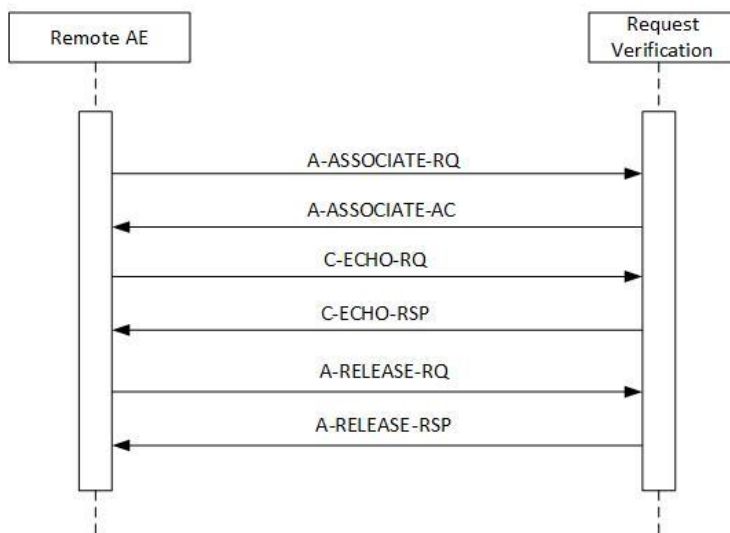 Remote AE
Request
Verification
A-ASSOCIATE-RQ
A-ASSOCIATE-AC
C-ECHO-RQ
C-ECHO-RSP
A-RELEASE-RQ
A-RELEASE-RSP